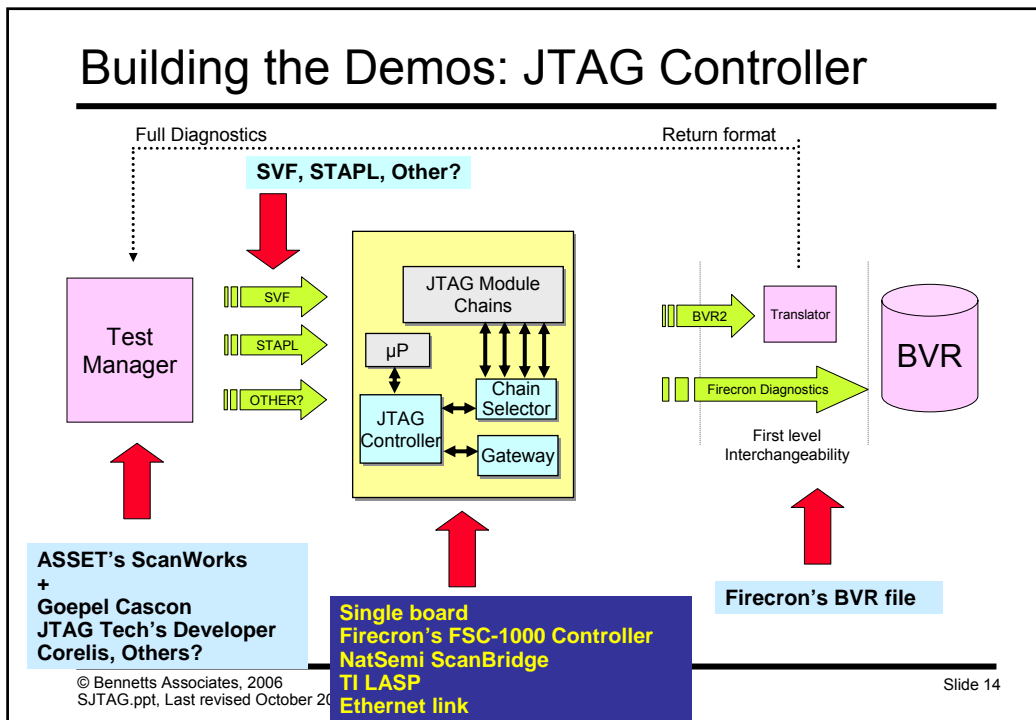 Building the Demos: JTAG Controller
Full Diagnostics
Return format
SVF, STAPL, Other?
Test
Manager
SVF
STAPL
OTHER?
JTAG Module
Chains
µP
JTAG
Controller
Chain
Selector
Gateway
BVR2
Translator
Firecron Diagnostics
BVR
First level
Interchangeability
ASSET's ScanWorks
+
Goepel Cascon
JTAG Tech's Developer
Corelis, Others?
Single board
Firecron's FSC-1000 Controller
NatSemi ScanBridge
TI LASP
Ethernet link
Firecron's BVR file
© Bennetts Associates, 2006
SJTAG.ppt, Last revised October
Slide 14